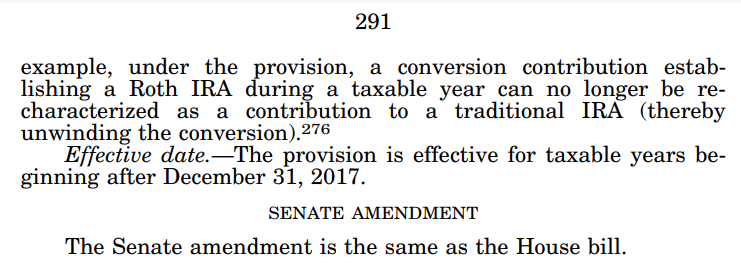 291
example, under the provision, a conversion contribution estab-
lishing a Roth IRA during a taxable year can no longer be re-
characterized as a contribution to a traditional IRA (thereby
unwinding the conversion).276
Effective date.—The provision is effective for taxable years be-
ginning after December 31, 2017.
SENATE AMENDMENT
The Senate amendment is the same as the House bill.